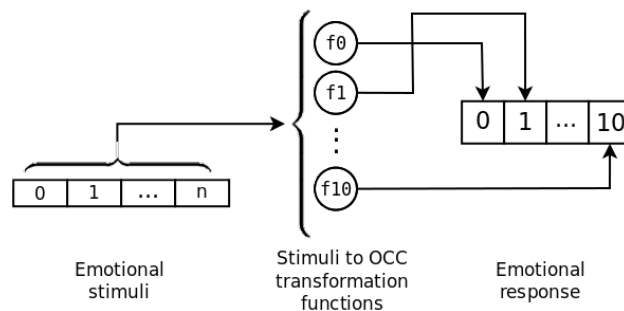 f0
f1
⋮
f10
0 1 ... 10
0 1 ... n
Emotional
stimuli
Stimuli to OCC
transformation
functions
Emotional
response